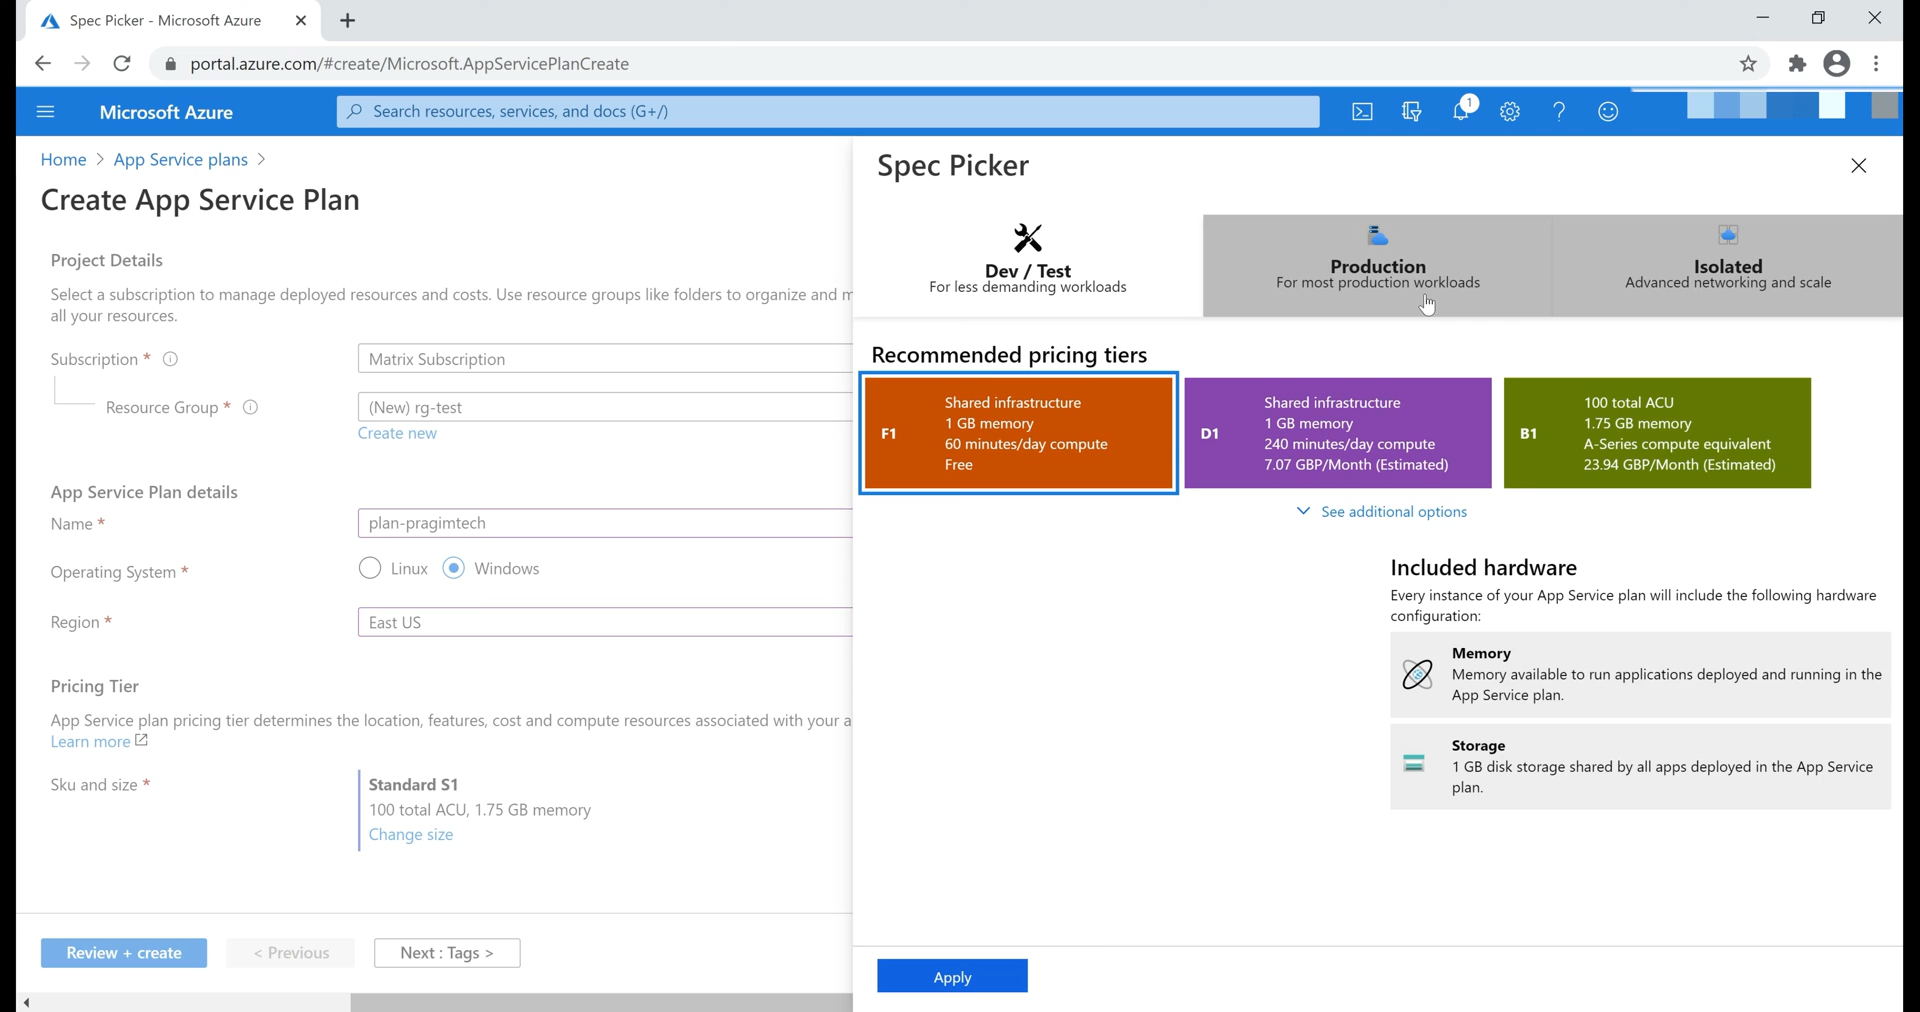 Spec Picker - Microsoft Azure
portal.azure.com/#create/Microsoft.AppServicePlanCreate
Microsoft Azure
Search resources, services, and docs (G+/)
1
Home > App Service plans >
Create App Service Plan
Project Details
Select a subscription to manage deployed resources and costs. Use resource groups like folders to organize and m
all your resources.
Subscription *
Matrix Subscription
Resource Group *
(New) rg-test
Create new
App Service Plan details
Name *
plan-pragimtech
Operating System *
Linux
Windows
Region *
East US
Pricing Tier
App Service plan pricing tier determines the location, features, cost and compute resources associated with your a
Learn more
Sku and size *
Standard S1
100 total ACU, 1.75 GB memory
Change size
Review + create
< Previous
Next : Tags >
Spec Picker
Dev / Test
For less demanding workloads
Production
For most production workloads
Isolated
Advanced networking and scale
Recommended pricing tiers
F1
Shared infrastructure
1 GB memory
60 minutes/day compute
Free
D1
Shared infrastructure
1 GB memory
240 minutes/day compute
7.07 GBP/Month (Estimated)
B1
100 total ACU
1.75 GB memory
A-Series compute equivalent
23.94 GBP/Month (Estimated)
See additional options
Included hardware
Every instance of your App Service plan will include the following hardware
configuration:
Memory
Memory available to run applications deployed and running in the
App Service plan.
Storage
1 GB disk storage shared by all apps deployed in the App Service
plan.
Apply